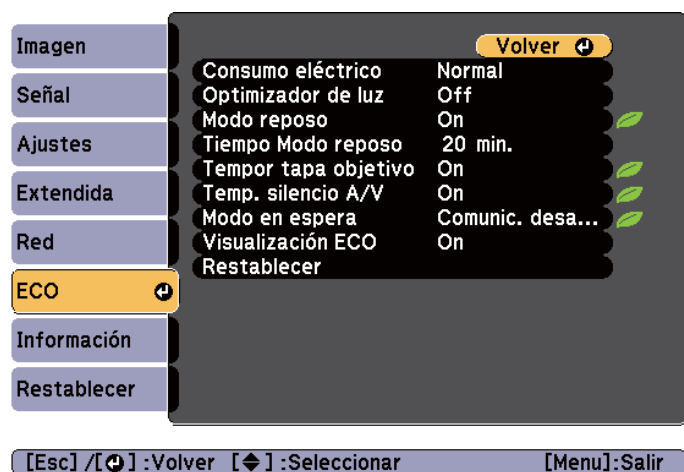 Imagen
Señal
Ajustes
Extendida
Red
ECO
Información
Restablecer
Volver
Consumo eléctrico Normal
Optimizador de luz Off
Modo reposo On
Tiempo Modo reposo 20 min.
Tempor tapa objetivo On
Temp. silencio A/V On
Modo en espera Comunic. desa...
Visualización ECO On
Restablecer
[Esc] /[ ] :Volver [ ] :Seleccionar [Menu]:Salir